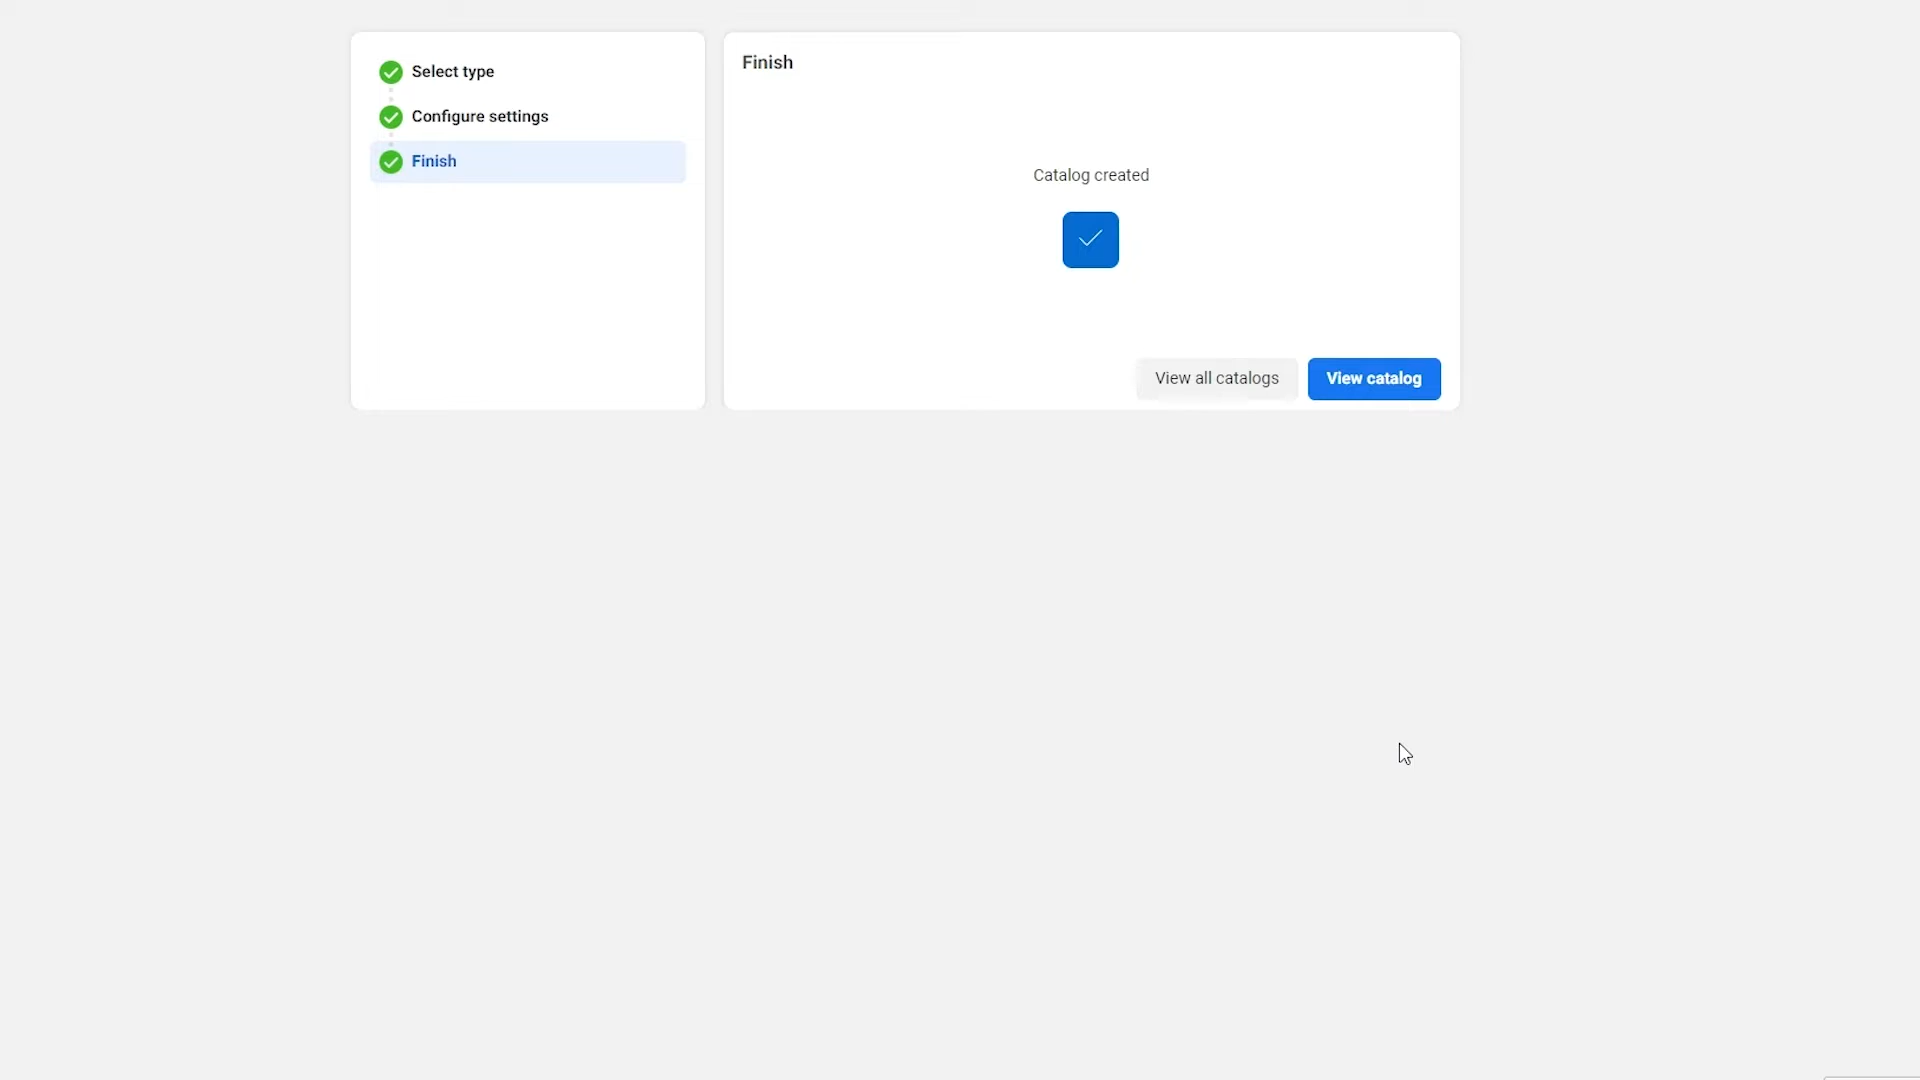 Select type
Configure settings
Finish
Finish
Catalog created
View all catalogs
View catalog